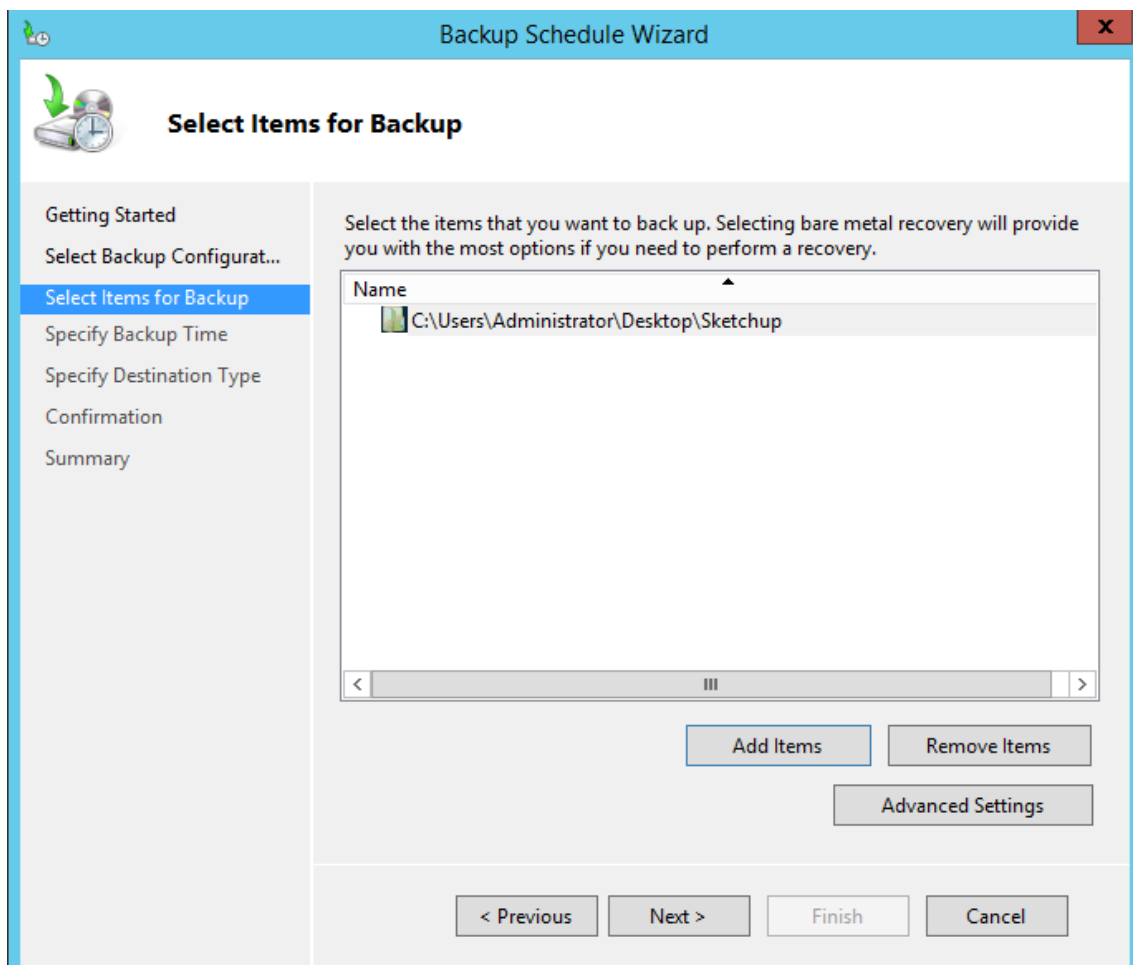 Backup Schedule Wizard
x
Select Items for Backup
Getting Started
Select Backup Configurat...
Select Items for Backup
Specify Backup Time
Specify Destination Type
Confirmation
Summary
Select the items that you want to back up. Selecting bare metal recovery will provide
you with the most options if you need to perform a recovery.
Name
C:\Users\Administrator\Desktop\Sketchup
Add Items
Remove Items
Advanced Settings
< Previous
Next >
Finish
Cancel